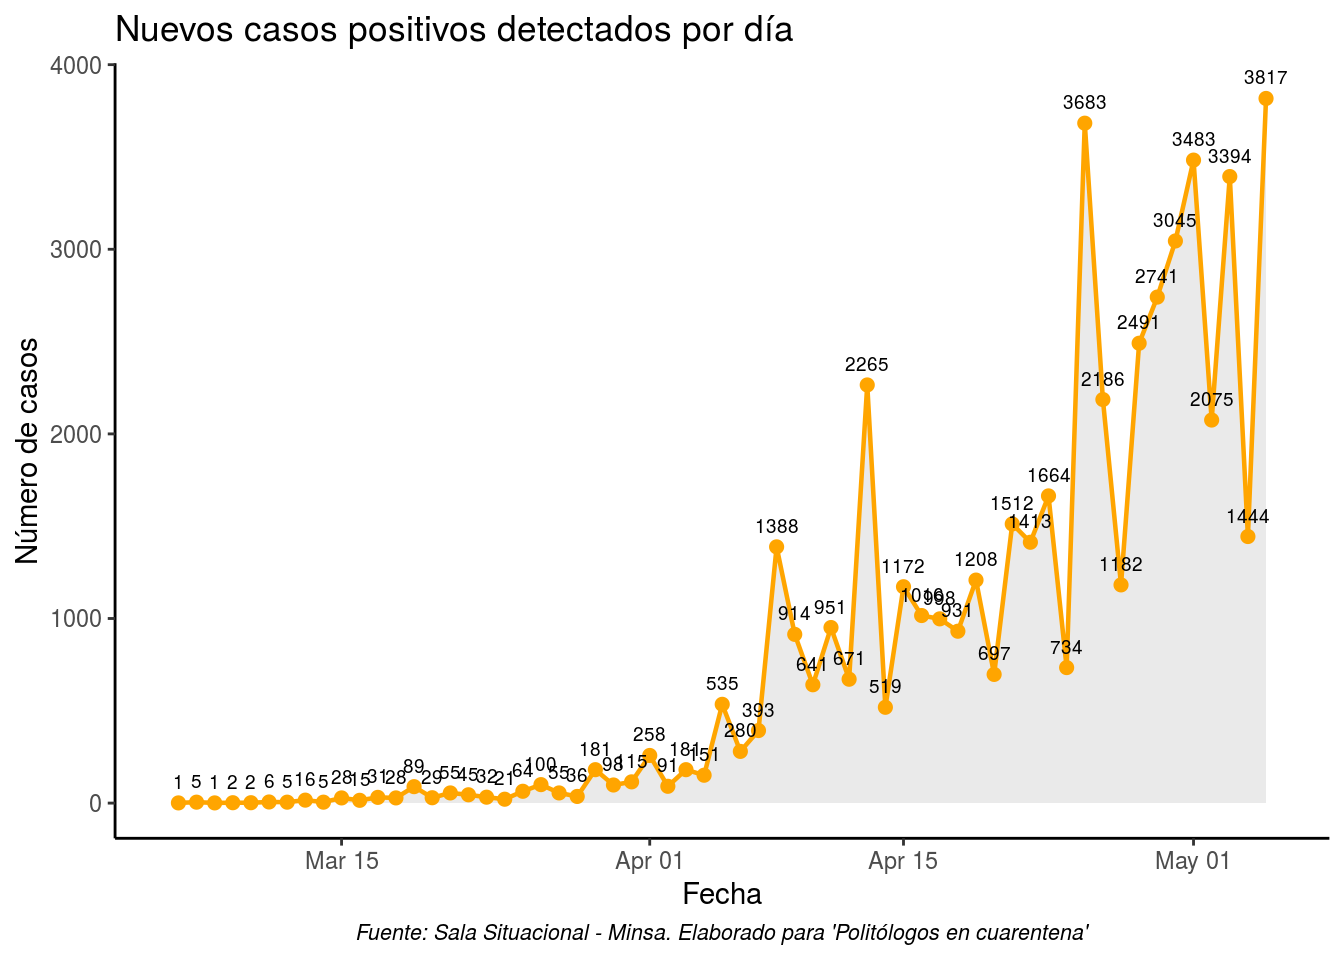 Nuevos casos positivos detectados por día
4000
3000
2000
1000
0
Número de casos
1 5 1 2 2 6 5 16 5 28 15 31 28 89 29 55 45 32 21 64 100 55 36 181 98 115 258 91 181 151 535 280 393 1388 914 641 951 671 2265 519 1172 1016 998 931 1208 697 1512 1413 1664 734 3683 2186 1182 2491 2741 3045 3483 2075 3394 1444 3817
Mar 15 Apr 01 Apr 15 May 01
Fecha
Fuente: Sala Situacional - Minsa. Elaborado para 'Politólogos en cuarentena'